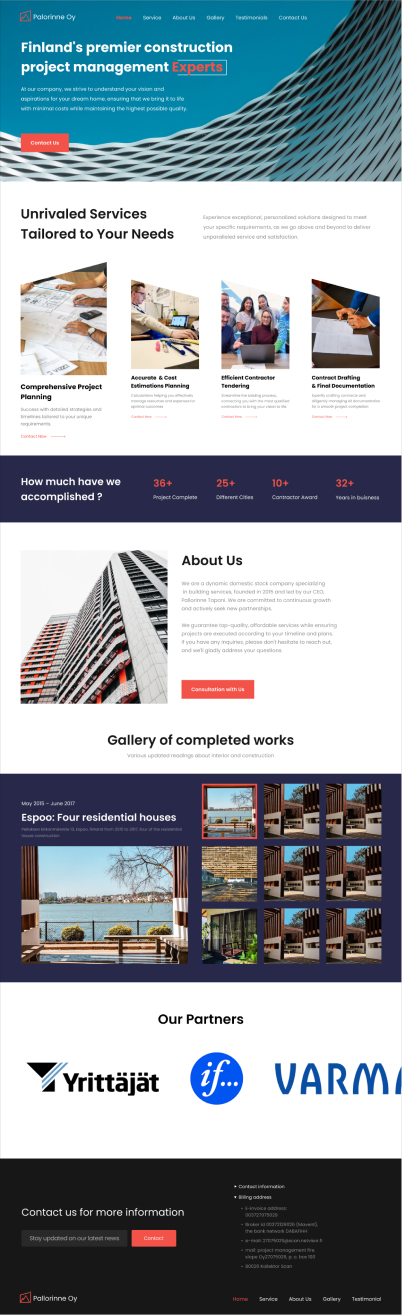 Palorinne Oy
Home Service About Us Gallery Testimonials Contact Us
Finland's premier construction
project management Experts
At our company, we strive to understand your vision and
aspirations for your dream home, ensuring that we bring it to life
with minimal costs while maintaining the highest possible quality.
Contact Us
Unrivaled Services
Tailored to Your Needs
Experience exceptional, personalized solutions designed to meet
your specific requirements, as we go above and beyond to deliver
unparalleled service and satisfaction.
Comprehensive Project
Planning
Success with detailed strategies and
timelines tailored to your unique
requirements.
Contact Now
Accurate & Cost
Estimations Planning
Calculations helping you effectively
manage resources and expenses for
optimal outcomes
Contact Now
Efficient Contractor
Tendering
Streamline the bidding process,
connecting you with the most qualified
contractors to bring your vision to life.
Contact Now
Contract Drafting
& Final Documentation
Expertly drafting contracts and
diligently managing all documentation
for a smooth project completion
Contact Now
How much have we
accomplished ?
36+
Project Complete
25+
Different Cities
10+
Contractor Award
32+
Years in buisness
About Us
We are a dynamic domestic stock company specializing
in building services, founded in 2015 and led by our CEO,
Pallorinne Tapani. We are committed to continuous growth
and actively seek new partnerships.
We guarantee top-quality, affordable services while ensuring
projects are executed according to your timeline and plans.
If you have any inquiries, please don't hesitate to reach out,
and we'll gladly address your questions.
Consultation with Us
Gallery of completed works
Various updated readings about interior and construction
May 2015 – June 2017
Espoo: Four residential houses
house construction
Our Partners
Yrittäjät
if...
VARMA
Contact us for more information
Stay updated on our latest news
Contact
Contact information
Billing address
E-invoice address:
the bank network DABAFIHH
Palorinne Oy
Home Service About Us Gallery Testimonial